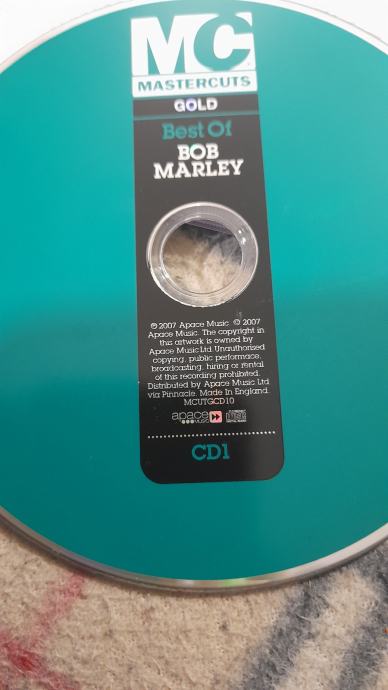 MC
MASTERCUTS
GOLD
Best Of
BOB
MARLEY
℗ 2007 Apace Music © 2007
Apace Music. The copyright in
this artwork is owned by
Apace Music Ltd. Unauthorised
copying, public performace,
broadcasting, hiring or rental
of this recording prohibited.
Distributed by Apace Music Ltd
via Pinnacle. Made In England.
MCUTGCD10
apace
MUSIC
CD1